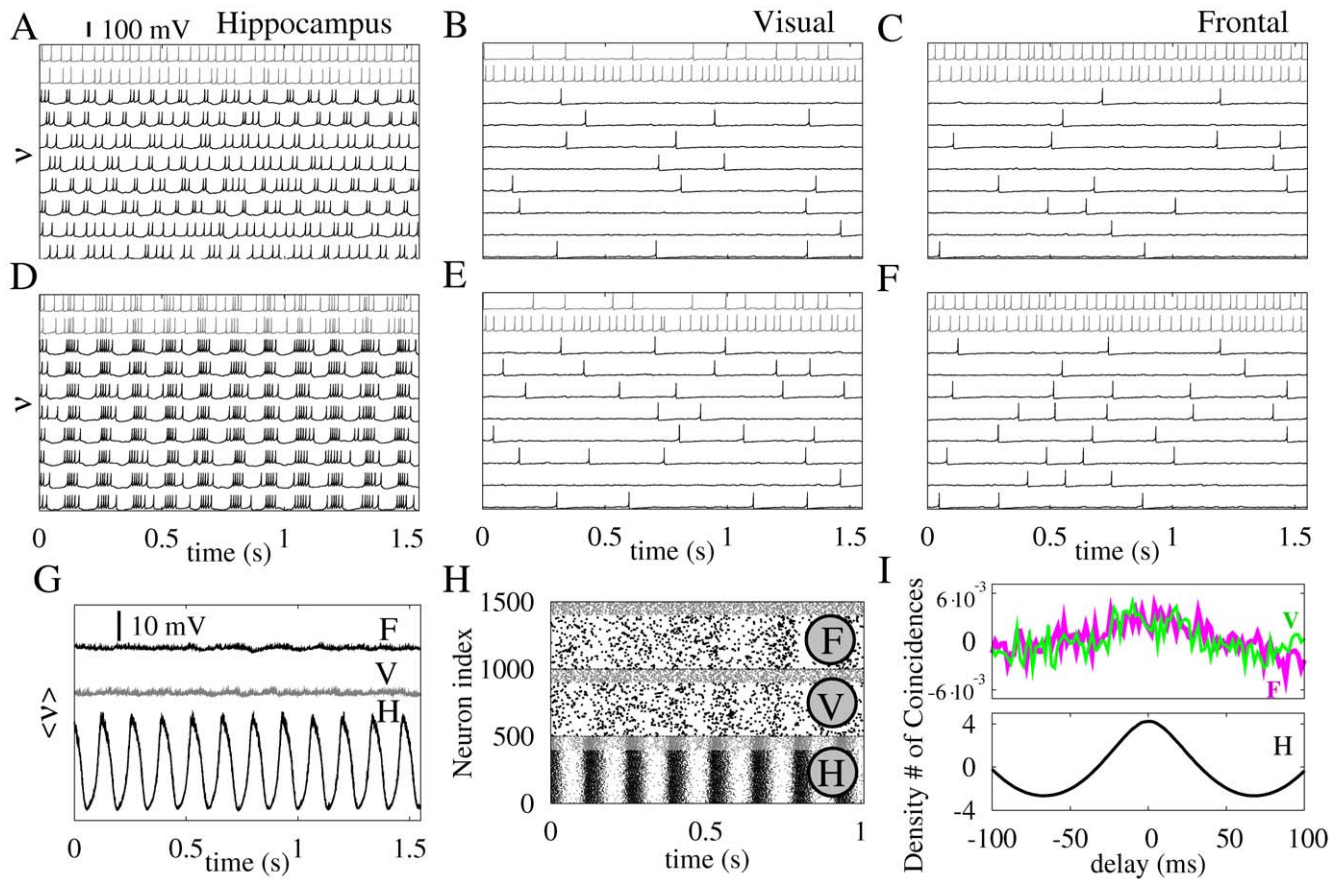 A
100 mV
Hippocampus
B
Visual
C
Frontal
v
D
E
F
v
0 0.5 1 1.5
time (s)
0 0.5 1 1.5
time (s)
0 0.5 1 1.5
time (s)
G
10 mV
F
V
H
<v>
0 0.5 1 1.5
time (s)
H
1500
1000
500
0
Neuron index
F
V
H
0 0.5 1
time (s)
I
6·10⁻³
0
-6·10⁻³
V
F
Density # of Coincidences
4
0
-4
H
-100 -50 0 50 100
delay (ms)